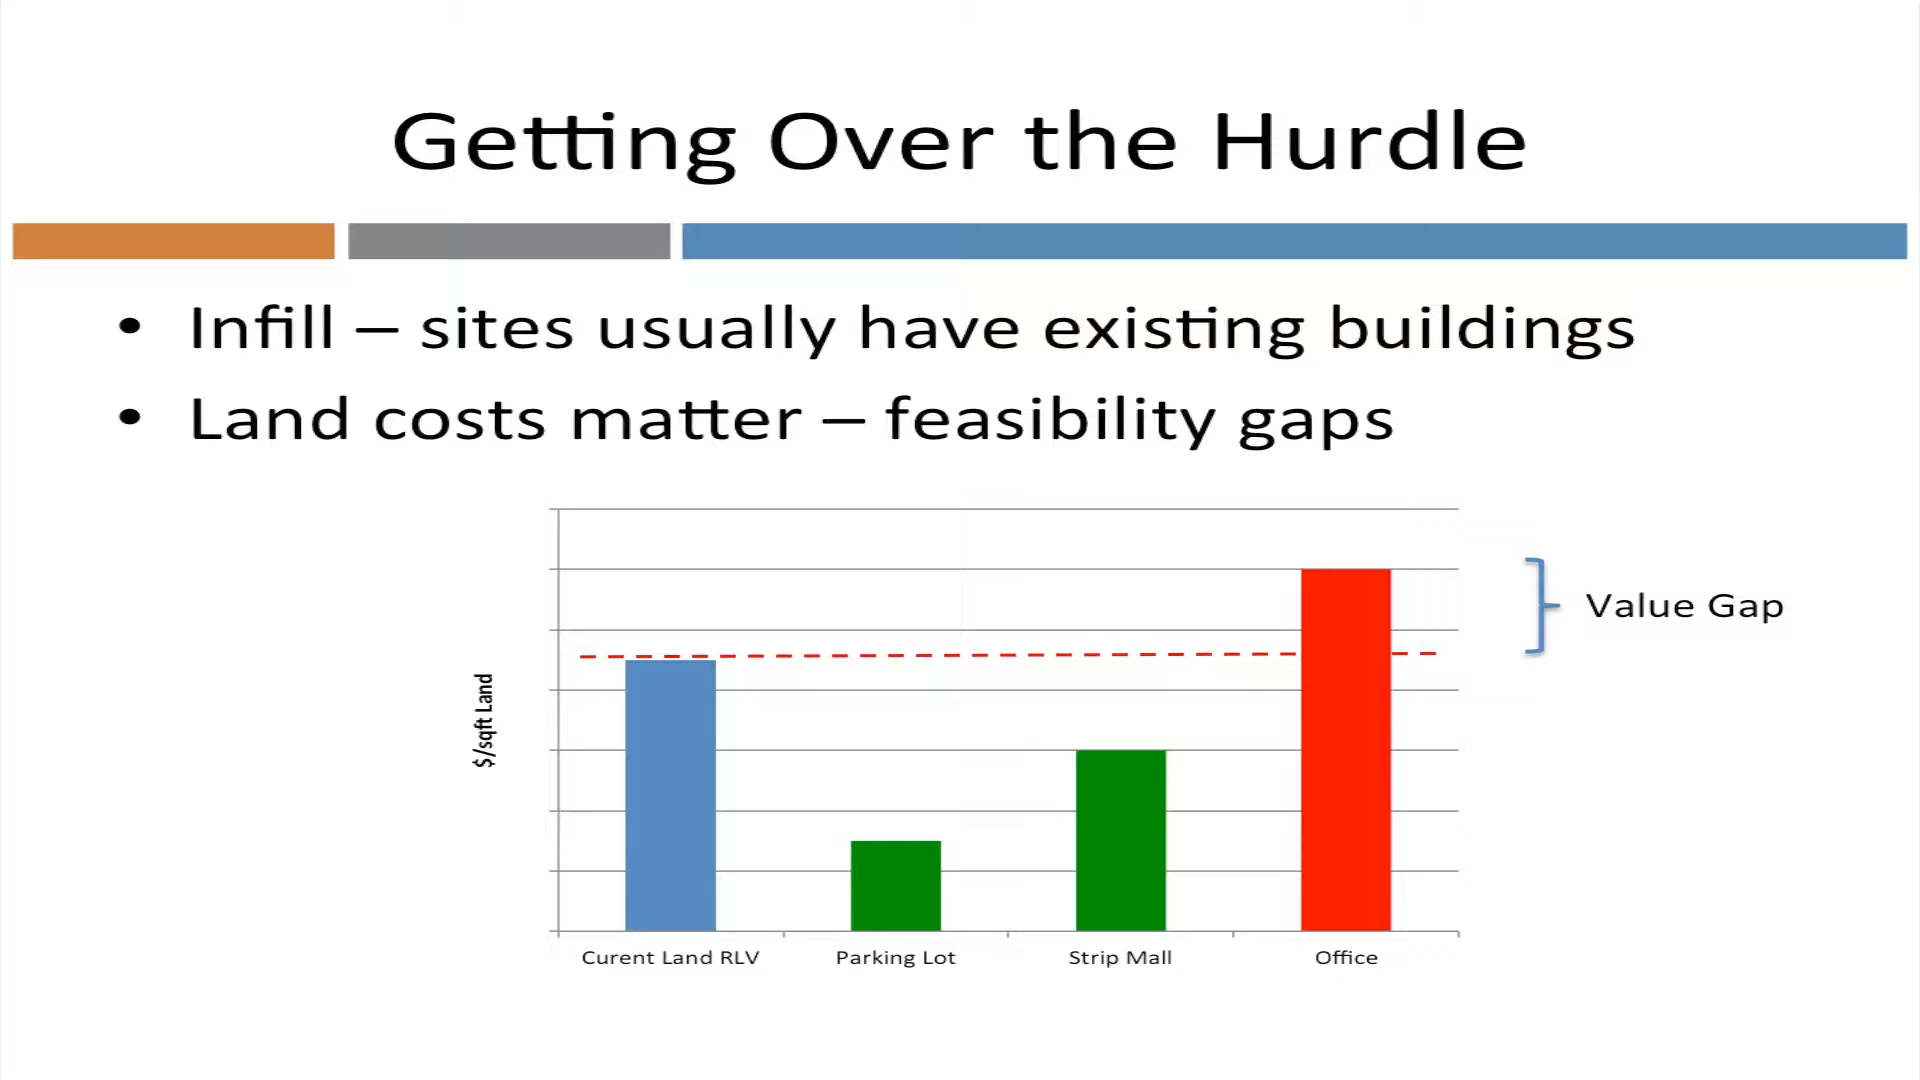 Getting Over the Hurdle
• Infill – sites usually have existing buildings
• Land costs matter – feasibility gaps
Value Gap
$/sqft Land
Curent Land RLV
Parking Lot
Strip Mall
Office